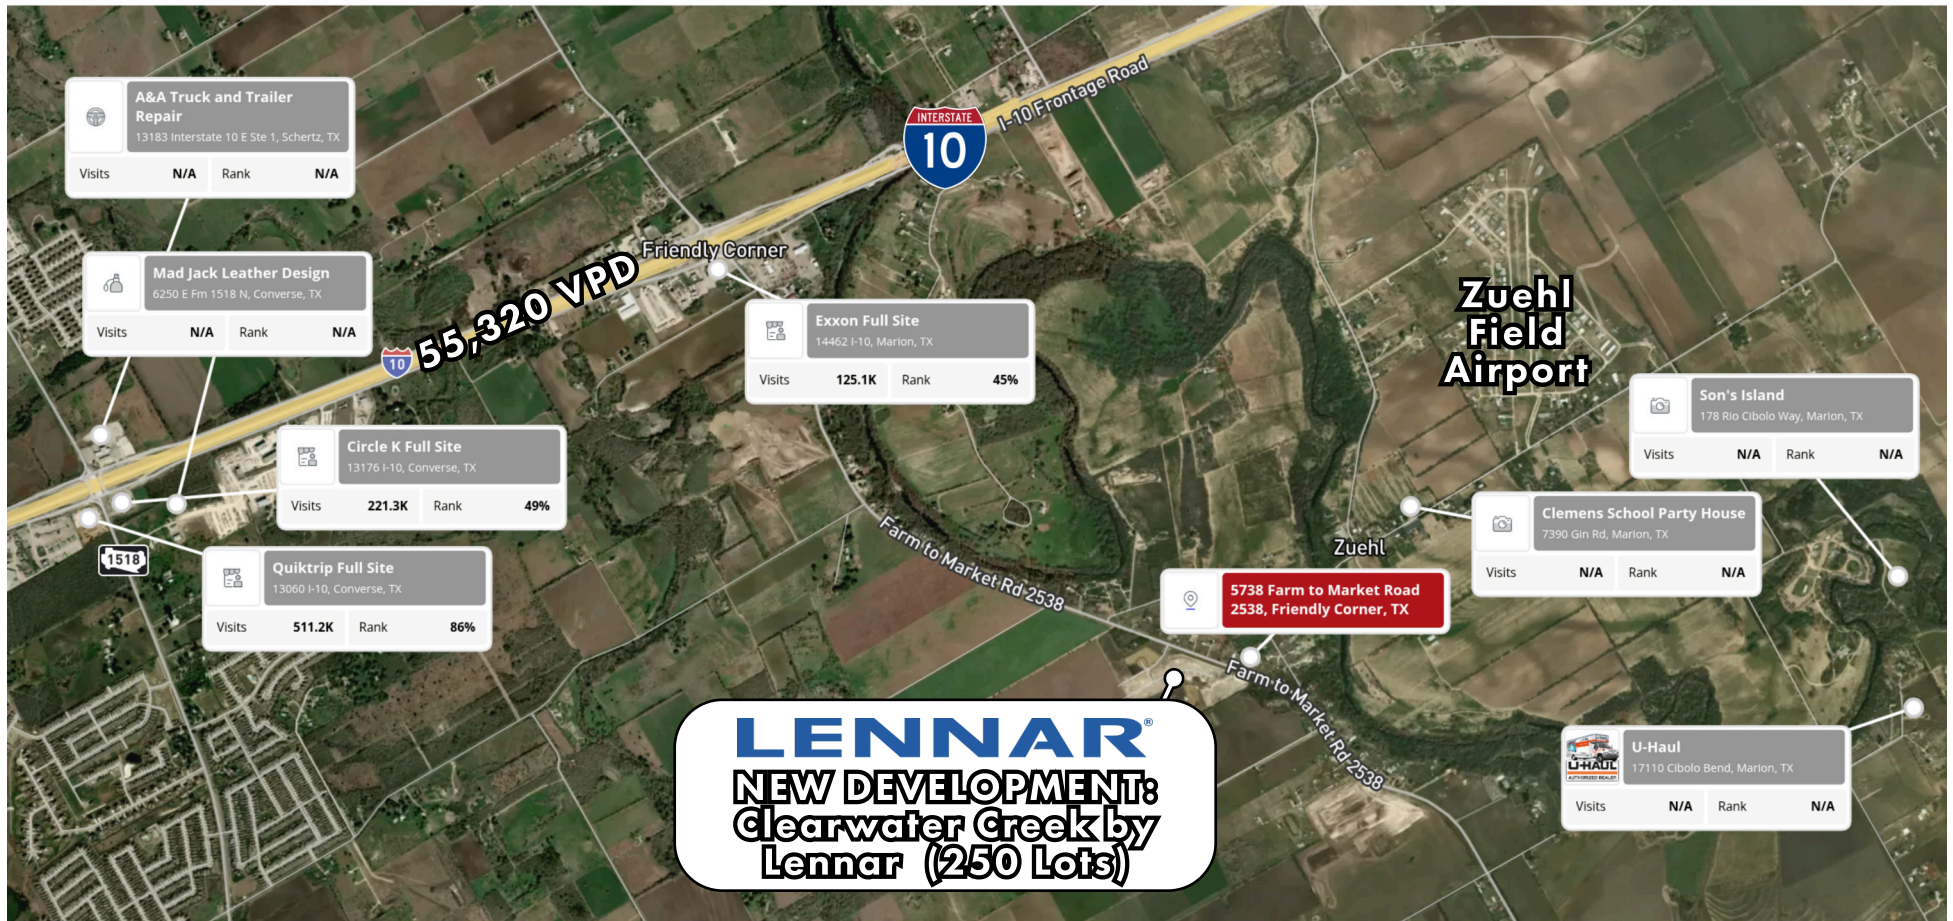 A&A Truck and Trailer
Repair
13183 Interstate 10 E Ste 1, Schertz, TX
Visits N/A Rank N/A
Mad Jack Leather Design
6250 E Fm 1518 N, Converse, TX
Visits N/A Rank N/A
INTERSTATE
10
I-10 Frontage Road
Friendly Corner
10
55,320 VPD
Exxon Full Site
14462 I-10, Marion, TX
Visits 125.1K Rank 45%
Zuehl
Field
Airport
Son's Island
178 Rio Cibolo Way, Marion, TX
Visits N/A Rank N/A
Circle K Full Site
13176 I-10, Converse, TX
Visits 221.3K Rank 49%
1518
Quiktrip Full Site
13060 I-10, Converse, TX
Visits 511.2K Rank 86%
Farm to Market Rd 2538
Zuehl
Clemens School Party House
7390 Gin Rd, Marion, TX
Visits N/A Rank N/A
5738 Farm to Market Road
2538, Friendly Corner, TX
Farm to Market Rd 2538
LENNAR®
NEW DEVELOPMENT:
Clearwater Creek by
Lennar (250 Lots)
U-HAUL
AUTHORIZED DEALER
U-Haul
17110 Cibolo Bend, Marion, TX
Visits N/A Rank N/A